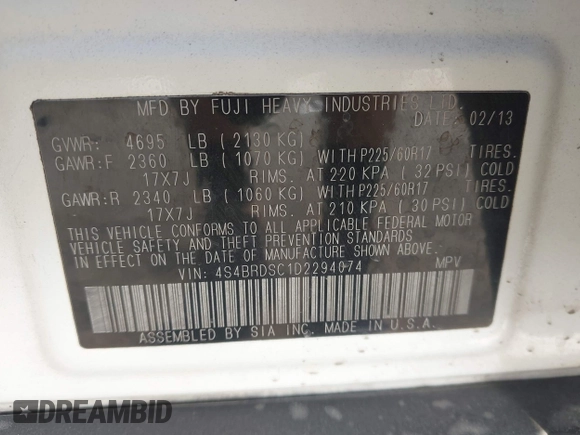 MFD BY FUJI HEAVY INDUSTRIES LTD.
DATE: 02/13
GVWR: 4695 LB (2130 KG)
GAWR:F 2360 LB (1070 KG) WITH P225/60R17 TIRES.
17X7J RIMS. AT 220 KPA (32 PSI) COLD
GAWR:R 2340 LB (1060 KG) WITH P225/60R17 TIRES.
17X7J RIMS. AT 210 KPA (30 PSI) COLD
THIS VEHICLE CONFORMS TO ALL APPLICABLE FEDERAL MOTOR
VEHICLE SAFETY AND THEFT PREVENTION STANDARDS
IN EFFECT ON THE DATE OF MANUFACTURE SHOWN ABOVE.
VIN: 4S4BRDSC1D2294074 MPV
ASSEMBLED BY SIA INC. MADE IN U.S.A.
DREAMBID